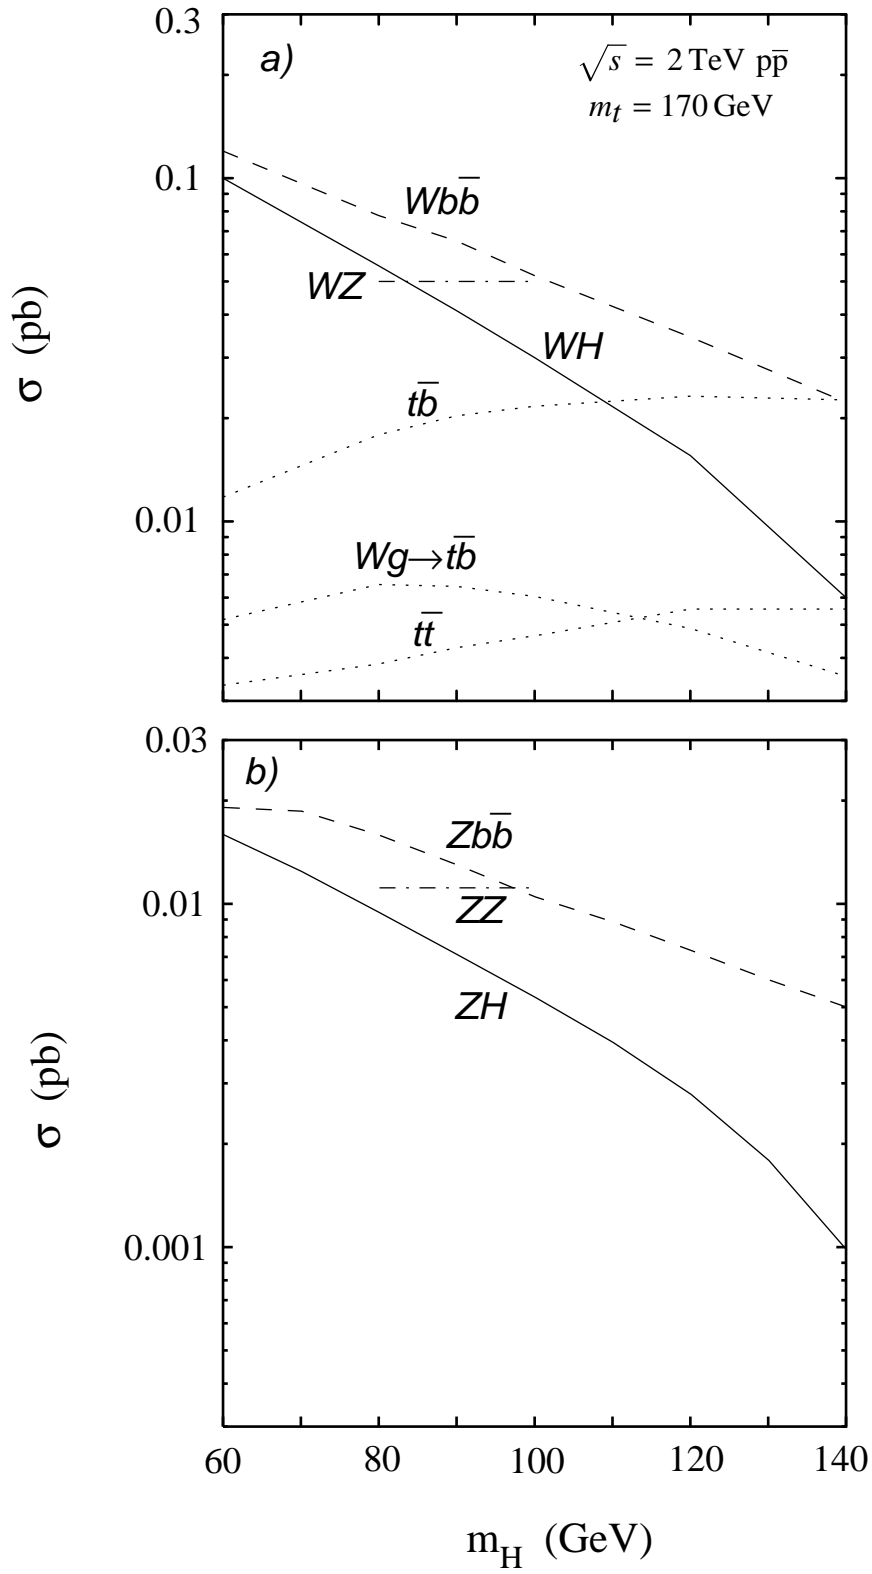 0.3
a)
√s = 2 TeV pp̅
m_t = 170 GeV
0.1
Wbb̅
WZ
WH
tb̅
σ (pb)
0.01
Wg→tb̅
tt̅
0.03
b)
Zbb̅
0.01
ZZ
ZH
σ (pb)
0.001
60 80 100 120 140
m_H (GeV)